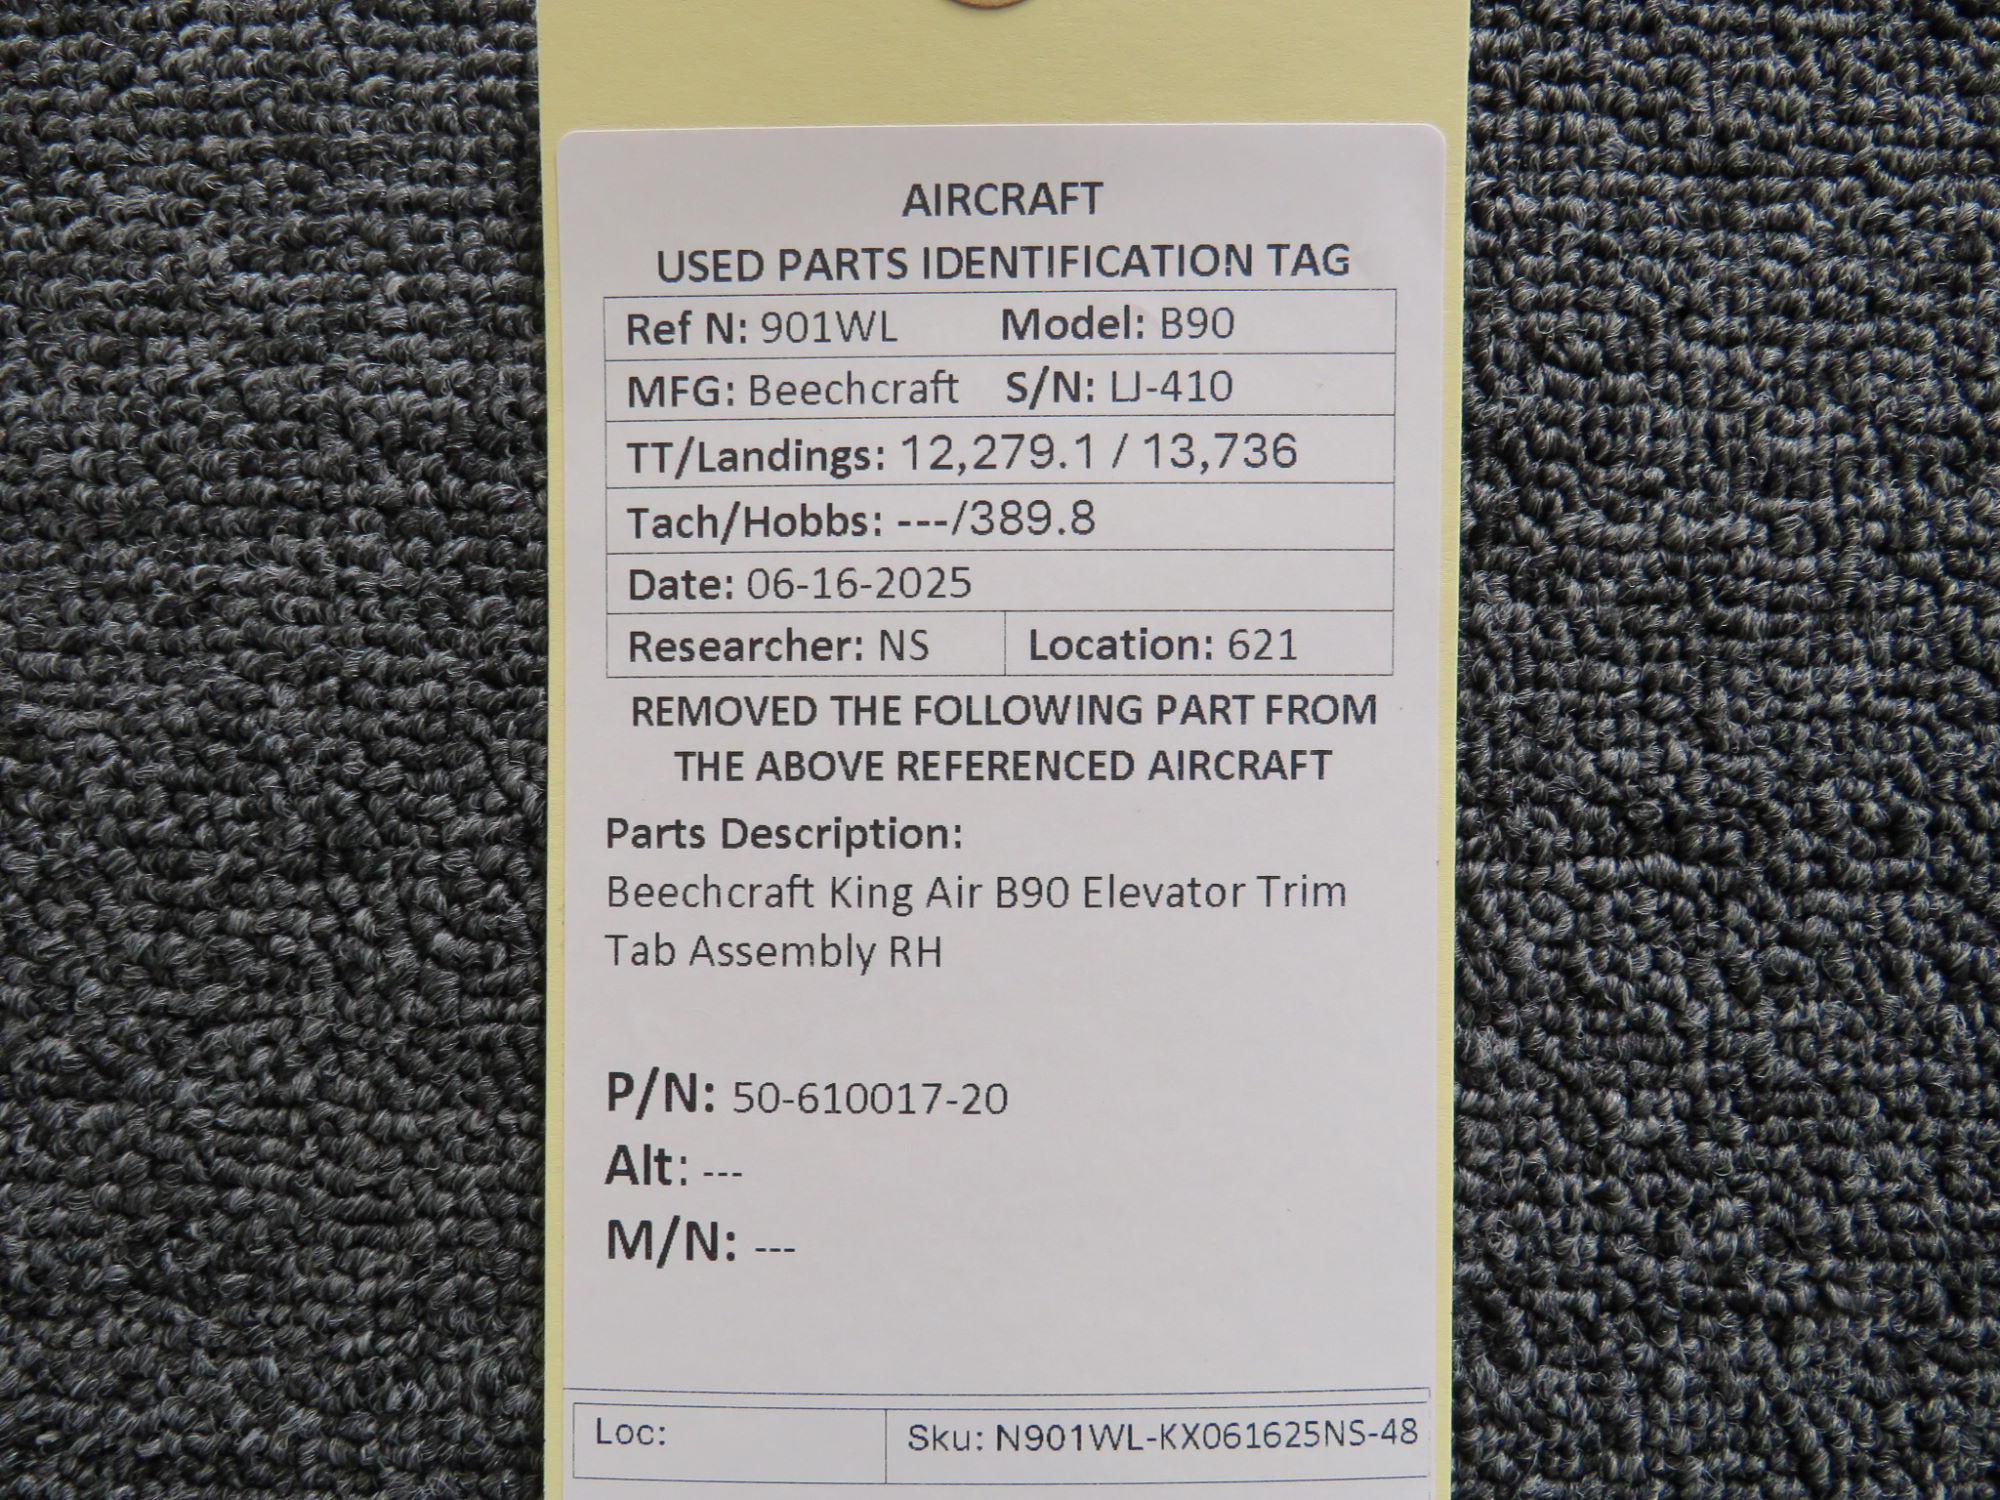 AIRCRAFT
USED PARTS IDENTIFICATION TAG
Ref N: 901WL Model: B90
MFG: Beechcraft S/N: LJ-410
TT/Landings: 12,279.1 / 13,736
Tach/Hobbs: ---/389.8
Date: 06-16-2025
Researcher: NS Location: 621
REMOVED THE FOLLOWING PART FROM
THE ABOVE REFERENCED AIRCRAFT
Parts Description:
Beechcraft King Air B90 Elevator Trim
Tab Assembly RH
P/N: 50-610017-20
Alt: ---
M/N: ---
Loc: Sku: N901WL-KX061625NS-48